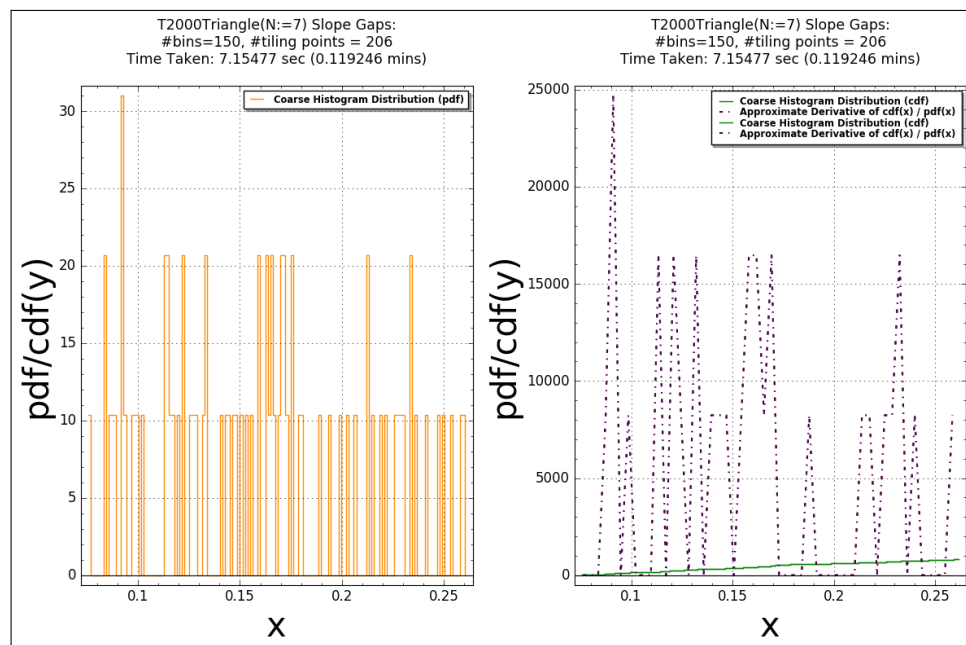 T2000Triangle(N:=7) Slope Gaps:
#bins=150, #tiling points = 206
Time Taken: 7.15477 sec (0.119246 mins)
Coarse Histogram Distribution (pdf)
30
25
20
15
10
5
0
pdf/cdf(y)
0.1
0.15
0.2
0.25
x
T2000Triangle(N:=7) Slope Gaps:
#bins=150, #tiling points = 206
Time Taken: 7.15477 sec (0.119246 mins)
Coarse Histogram Distribution (cdf)
Approximate Derivative of cdf(x) / pdf(x)
Coarse Histogram Distribution (cdf)
Approximate Derivative of cdf(x) / pdf(x)
25000
20000
15000
10000
5000
0
pdf/cdf(y)
0.1
0.15
0.2
0.25
x